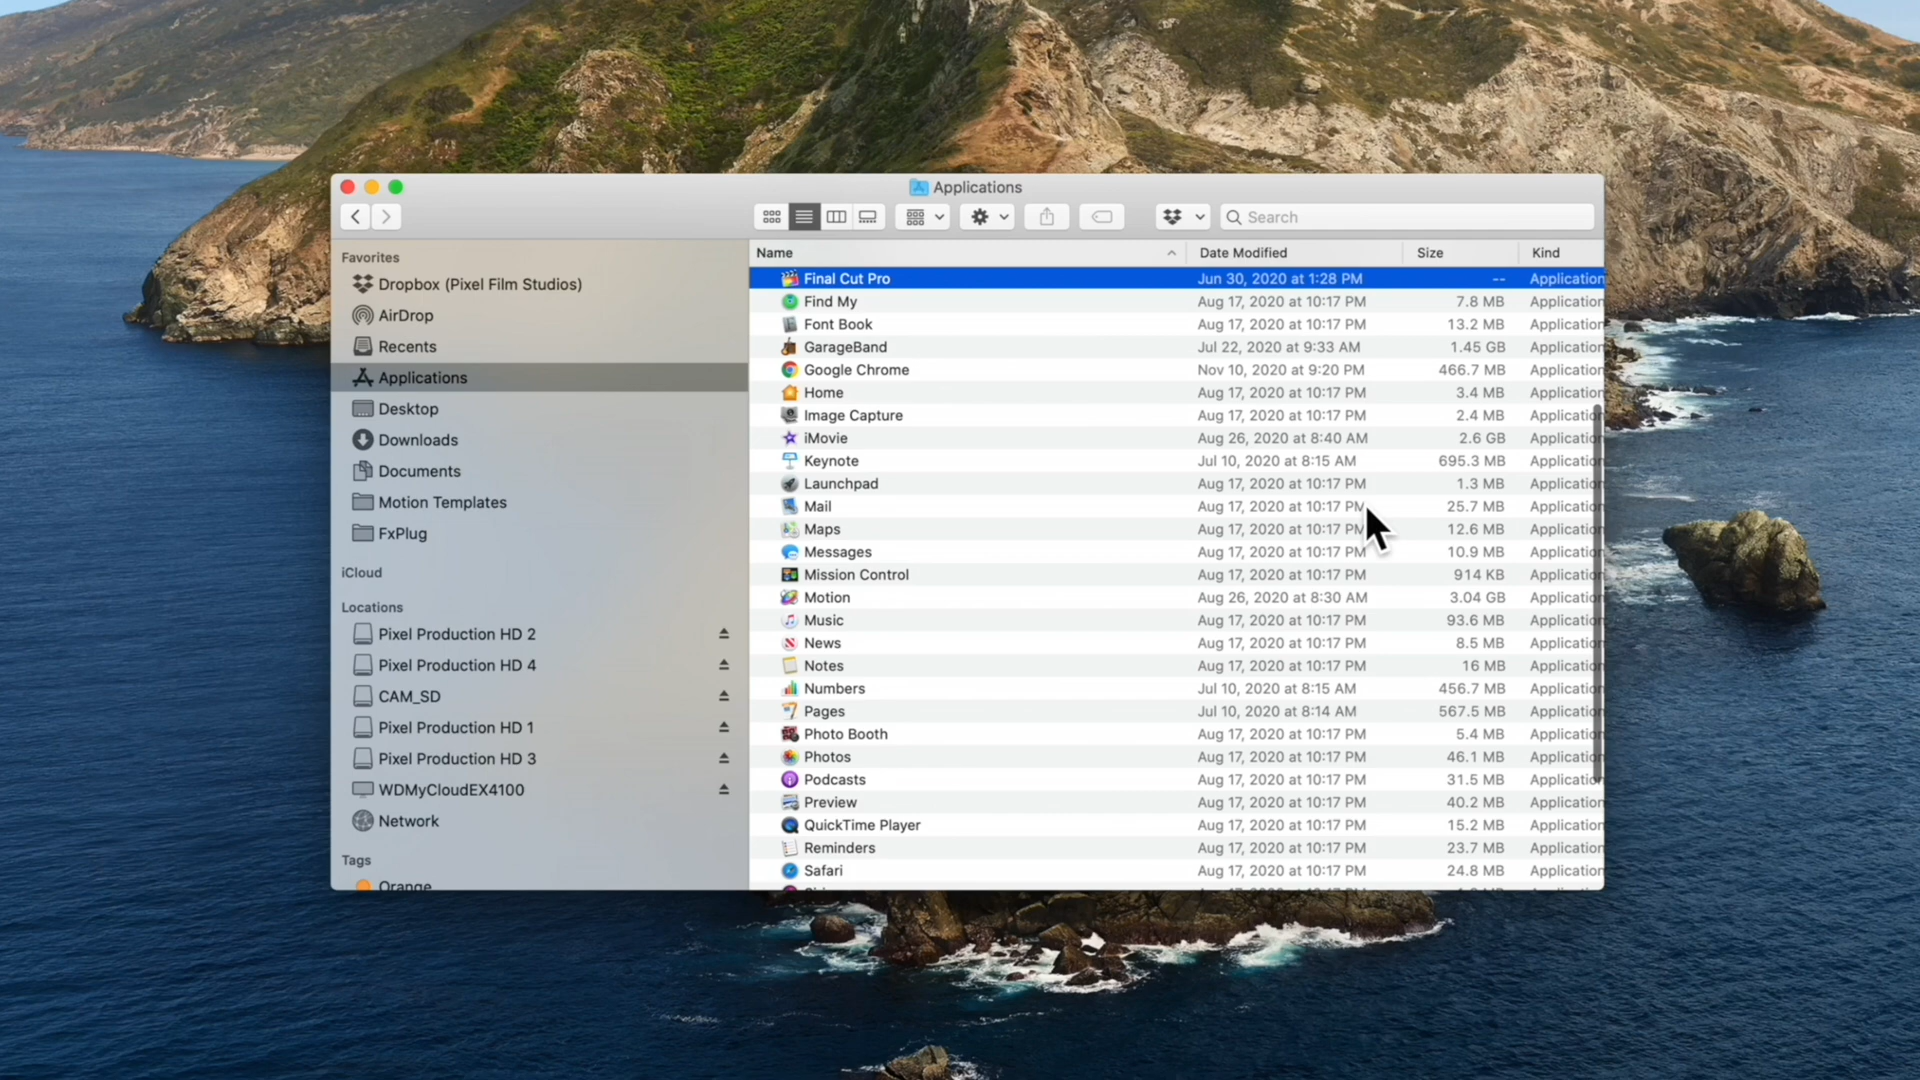 Applications
Search
Favorites
Dropbox (Pixel Film Studios)
AirDrop
Recents
Applications
Desktop
Downloads
Documents
Motion Templates
FxPlug
iCloud
Locations
Pixel Production HD 2
Pixel Production HD 4
CAM_SD
Pixel Production HD 1
Pixel Production HD 3
WDMyCloudEX4100
Network
Tags
Orange
Name Date Modified Size Kind
Final Cut Pro Jun 30, 2020 at 1:28 PM -- Application
Find My Aug 17, 2020 at 10:17 PM 7.8 MB Application
Font Book Aug 17, 2020 at 10:17 PM 13.2 MB Application
GarageBand Jul 22, 2020 at 9:33 AM 1.45 GB Application
Google Chrome Nov 10, 2020 at 9:20 PM 466.7 MB Application
Home Aug 17, 2020 at 10:17 PM 3.4 MB Application
Image Capture Aug 17, 2020 at 10:17 PM 2.4 MB Application
iMovie Aug 26, 2020 at 8:40 AM 2.6 GB Application
Keynote Jul 10, 2020 at 8:15 AM 695.3 MB Application
Launchpad Aug 17, 2020 at 10:17 PM 1.3 MB Application
Mail Aug 17, 2020 at 10:17 PM 25.7 MB Application
Maps Aug 17, 2020 at 10:17 PM 12.6 MB Application
Messages Aug 17, 2020 at 10:17 PM 10.9 MB Application
Mission Control Aug 17, 2020 at 10:17 PM 914 KB Application
Motion Aug 26, 2020 at 8:30 AM 3.04 GB Application
Music Aug 17, 2020 at 10:17 PM 93.6 MB Application
News Aug 17, 2020 at 10:17 PM 8.5 MB Application
Notes Aug 17, 2020 at 10:17 PM 16 MB Application
Numbers Jul 10, 2020 at 8:15 AM 456.7 MB Application
Pages Jul 10, 2020 at 8:14 AM 567.5 MB Application
Photo Booth Aug 17, 2020 at 10:17 PM 5.4 MB Application
Photos Aug 17, 2020 at 10:17 PM 46.1 MB Application
Podcasts Aug 17, 2020 at 10:17 PM 31.5 MB Application
Preview Aug 17, 2020 at 10:17 PM 40.2 MB Application
QuickTime Player Aug 17, 2020 at 10:17 PM 15.2 MB Application
Reminders Aug 17, 2020 at 10:17 PM 23.7 MB Application
Safari Aug 17, 2020 at 10:17 PM 24.8 MB Application